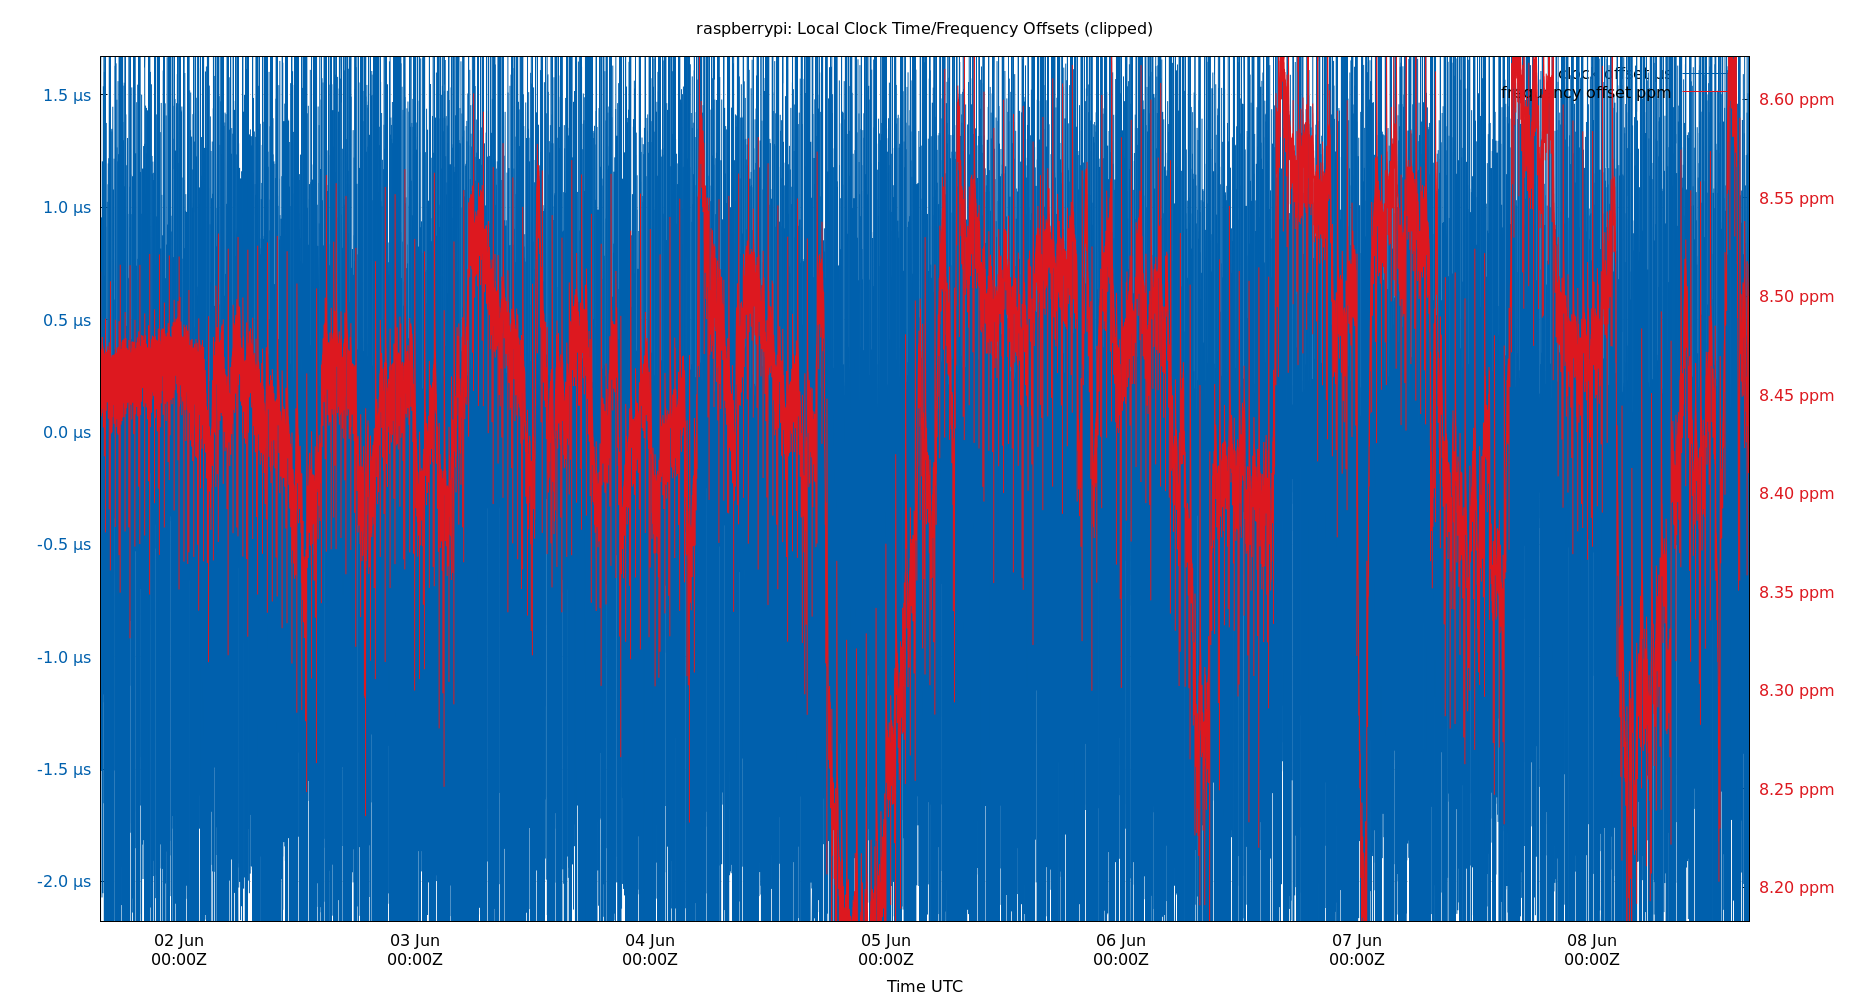 raspberrypi: Local Clock Time/Frequency Offsets (clipped)
clock offset µs
frequency offset ppm
1.5 µs
1.0 µs
0.5 µs
0.0 µs
-0.5 µs
-1.0 µs
-1.5 µs
-2.0 µs
8.60 ppm
8.55 ppm
8.50 ppm
8.45 ppm
8.40 ppm
8.35 ppm
8.30 ppm
8.25 ppm
8.20 ppm
02 Jun 03 Jun 04 Jun 05 Jun 06 Jun 07 Jun 08 Jun
00:00Z 00:00Z 00:00Z 00:00Z 00:00Z 00:00Z 00:00Z
Time UTC